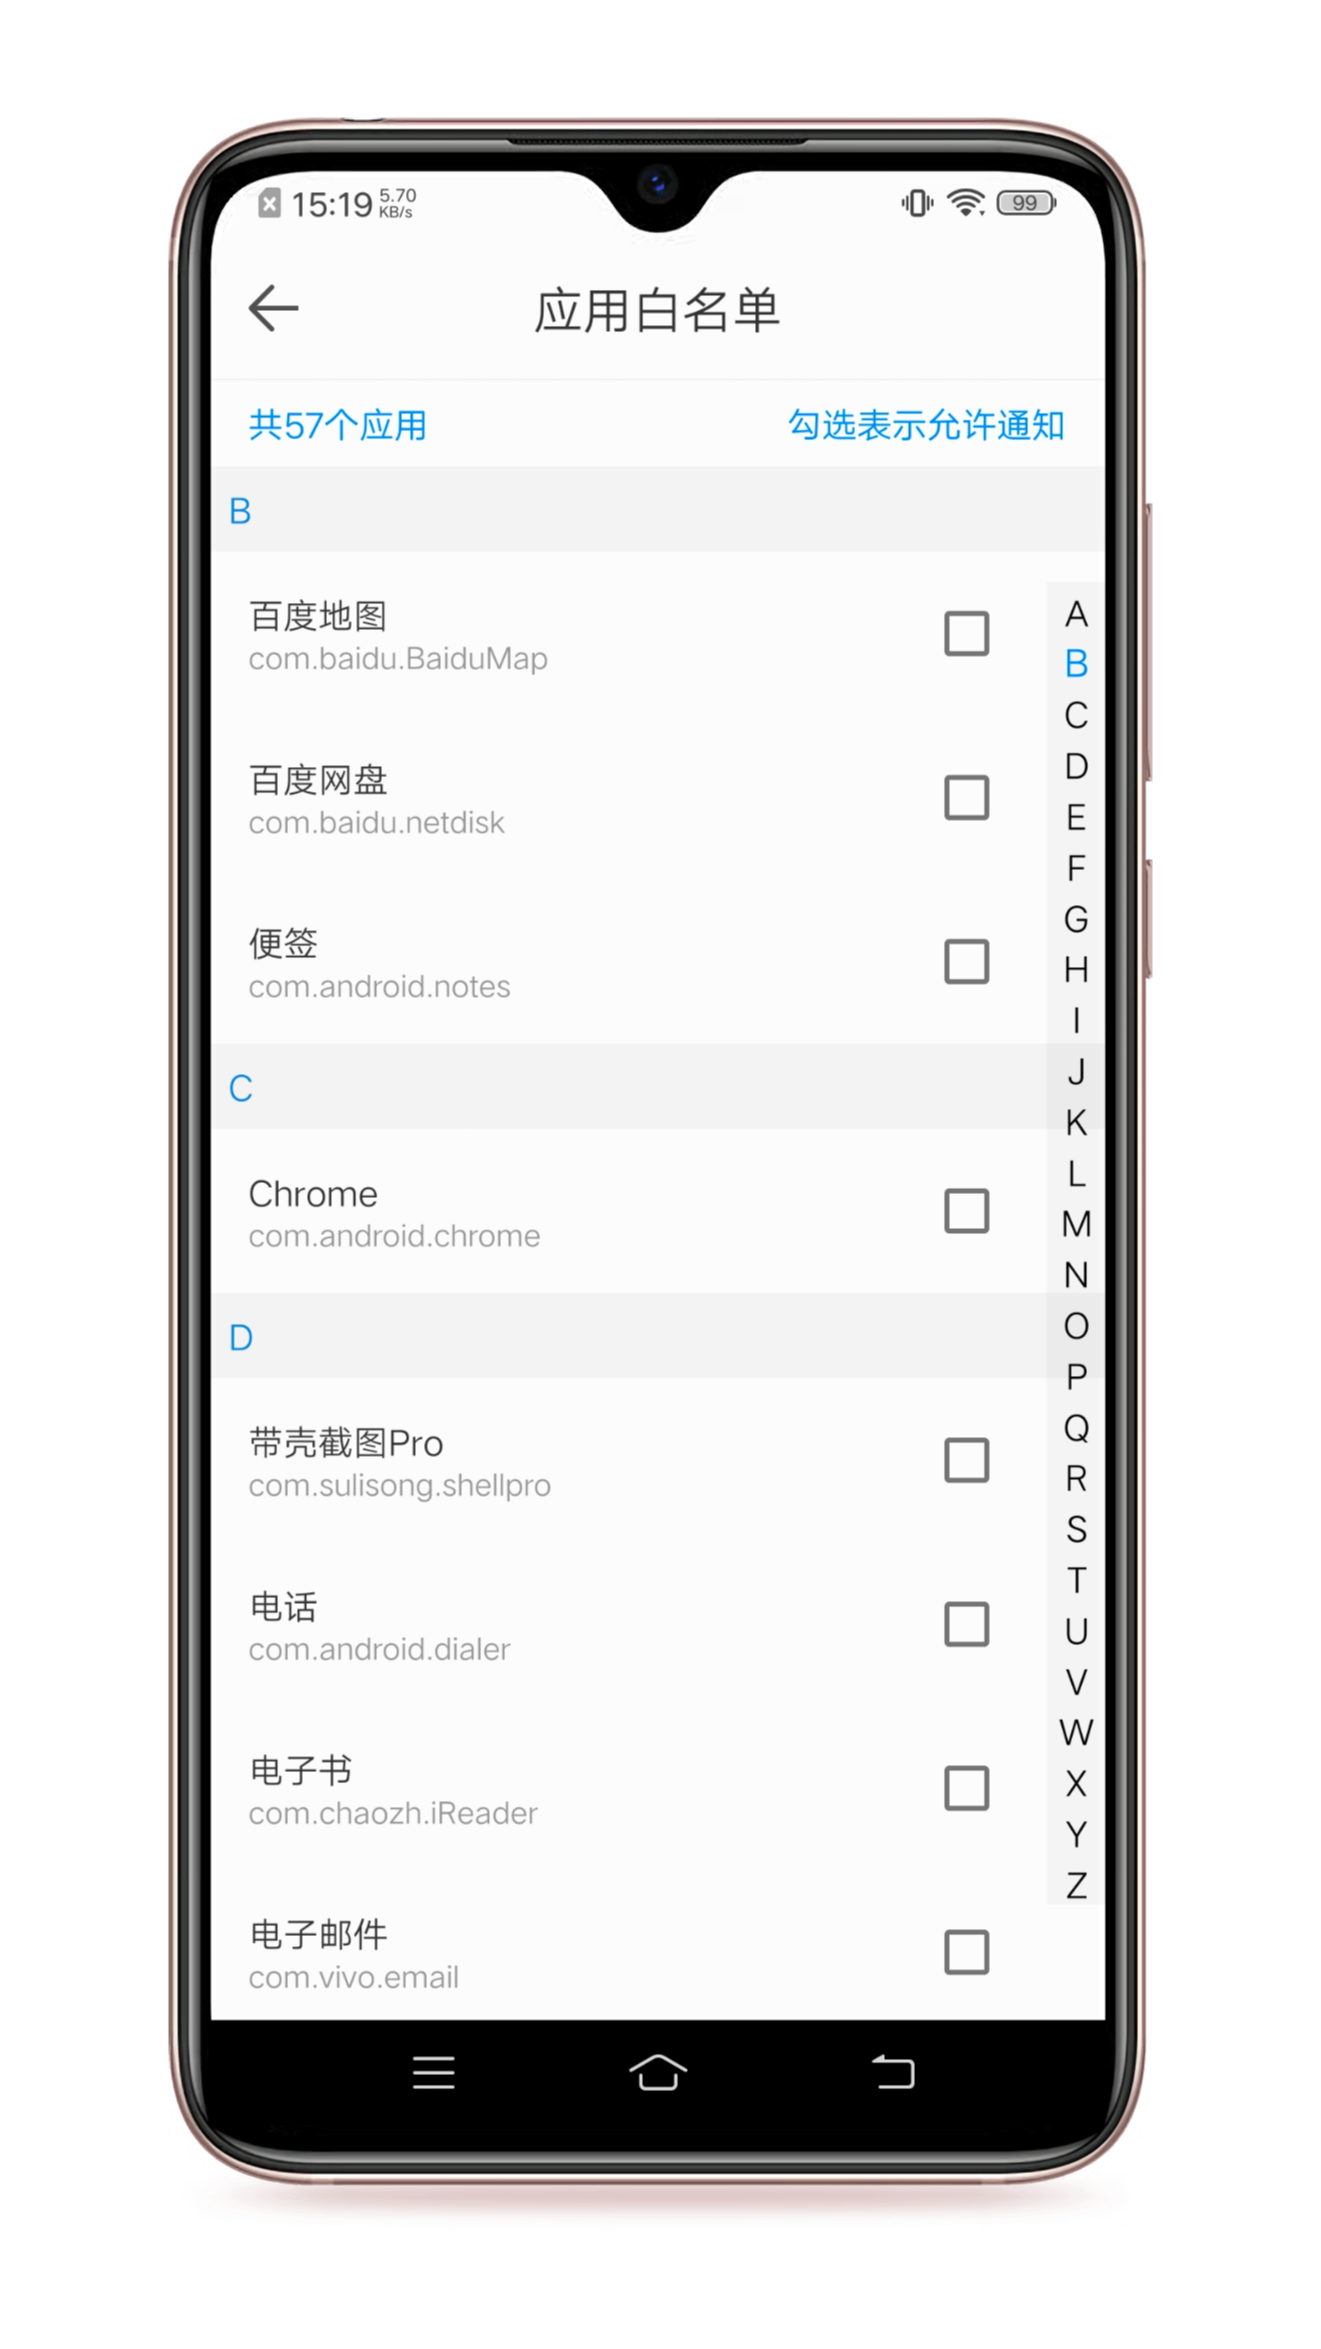 15:19 5.70 KB/s 99
应用白名单
共57个应用 勾选表示允许通知
B
百度地图
com.baidu.BaiduMap
百度网盘
com.baidu.netdisk
便签
com.android.notes
C
Chrome
com.android.chrome
D
带壳截图Pro
com.sulisong.shellpro
电话
com.android.dialer
电子书
com.chaozh.iReader
电子邮件
com.vivo.email
A
B
C
D
E
F
G
H
I
J
K
L
M
N
O
P
Q
R
S
T
U
V
W
X
Y
Z